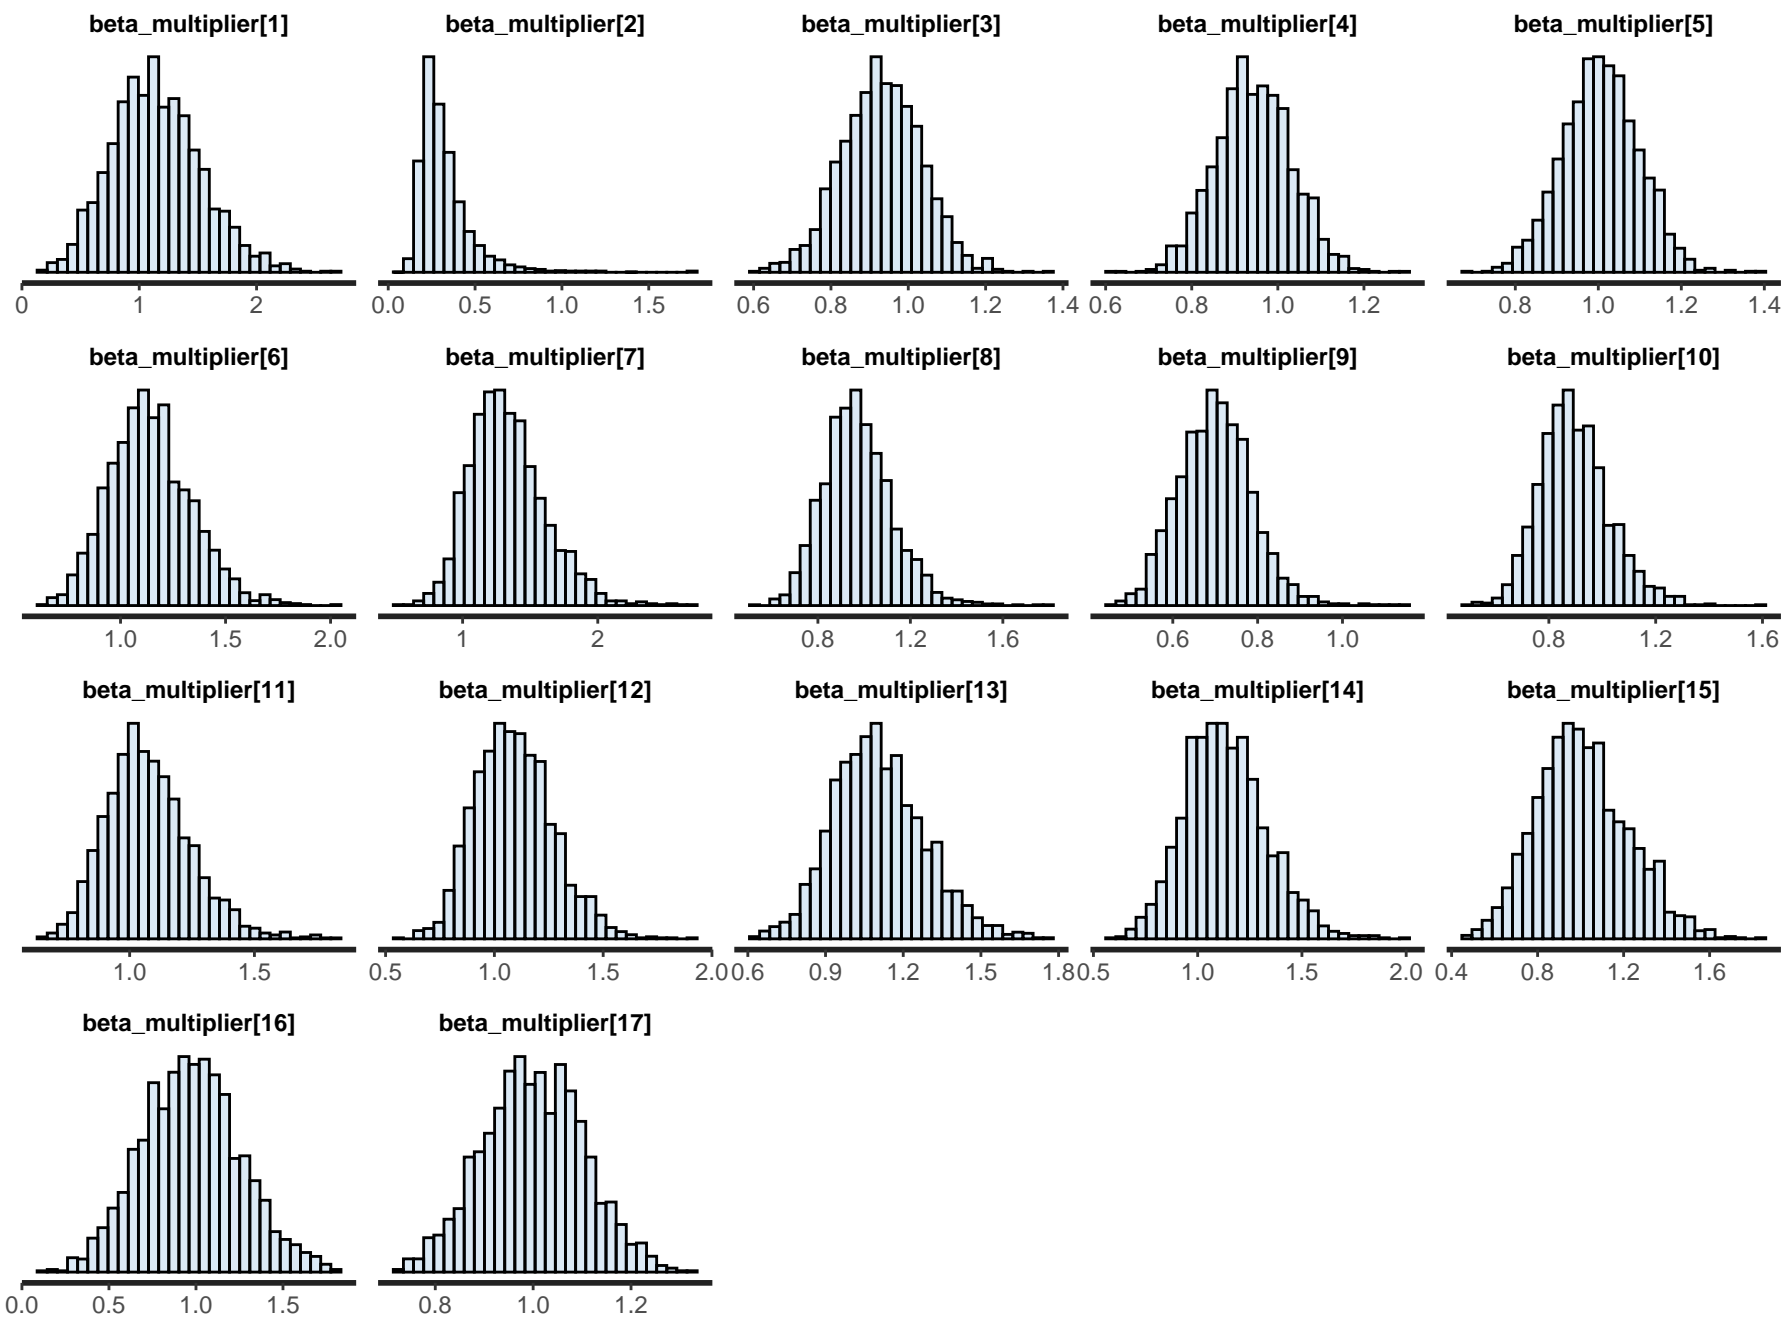 beta_multiplier[1] beta_multiplier[2] beta_multiplier[3] beta_multiplier[4] beta_multiplier[5]
0 1 2 0.0 0.5 1.0 1.5 0.6 0.8 1.0 1.2 1.4 0.6 0.8 1.0 1.2 0.8 1.0 1.2 1.4
beta_multiplier[6] beta_multiplier[7] beta_multiplier[8] beta_multiplier[9] beta_multiplier[10]
1.0 1.5 2.0 1 2 0.8 1.2 1.6 0.6 0.8 1.0 0.8 1.2 1.6
beta_multiplier[11] beta_multiplier[12] beta_multiplier[13] beta_multiplier[14] beta_multiplier[15]
1.0 1.5 0.5 1.0 1.5 2.0 0.6 0.9 1.2 1.5 1.8 0.5 1.0 1.5 2.0 0.4 0.8 1.2 1.6
beta_multiplier[16] beta_multiplier[17]
0.0 0.5 1.0 1.5 0.8 1.0 1.2